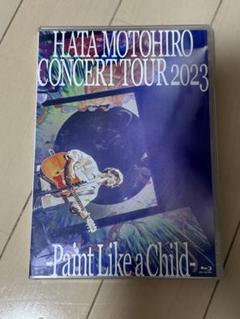 HATA MOTOHIRO
CONCERT TOUR 2023
-Paint Like a Child-